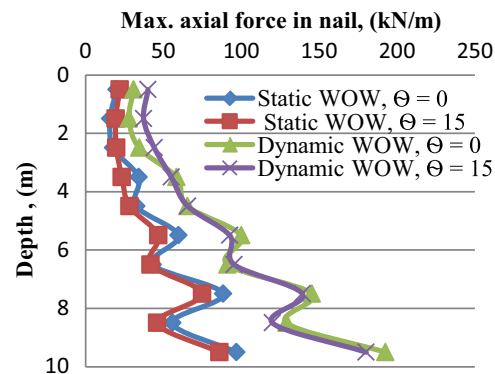 Max. axial force in nail, (kN/m)
0 50 100 150 200 250
0
2
4
6
8
10
Depth , (m)
Static WOW, Θ = 0
Static WOW, Θ = 15
Dynamic WOW, Θ = 0
Dynamic WOW, Θ = 15